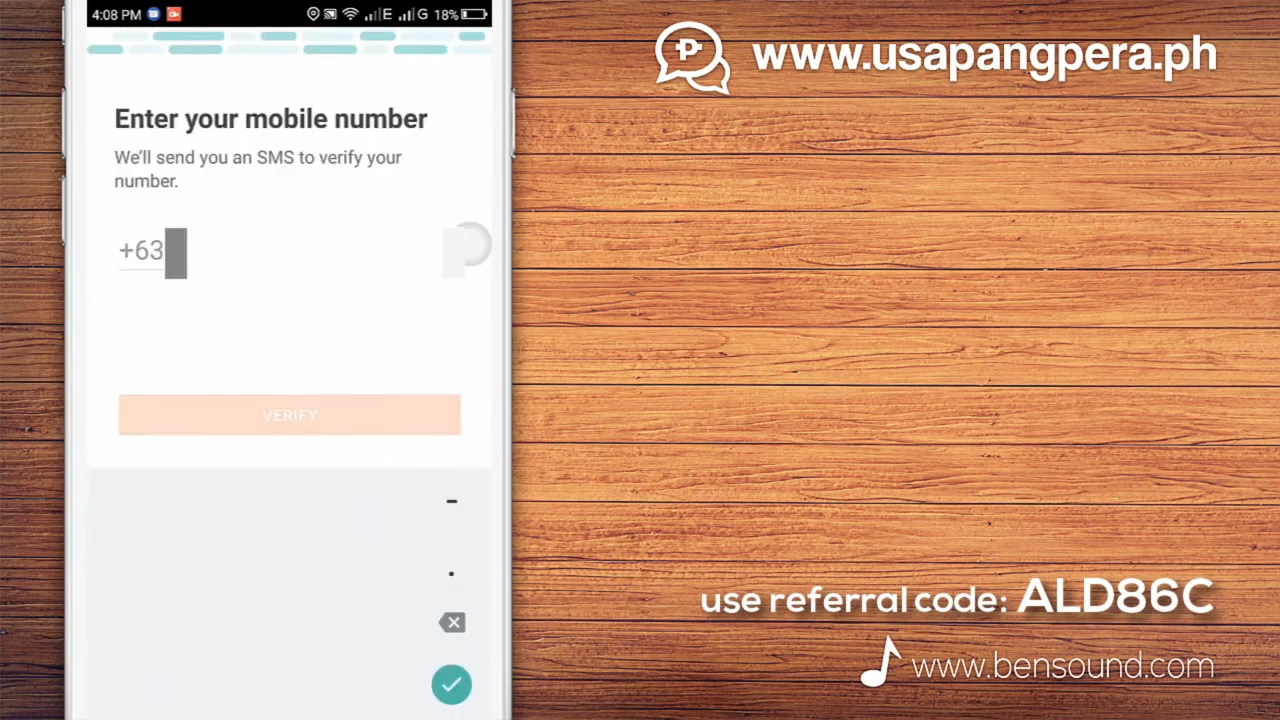 4:08 PM
E
G 18%
www.usapangpera.ph
Enter your mobile number
We'll send you an SMS to verify your
number.
+63
VERIFY
-
.
use referral code: ALD86C
www.bensound.com